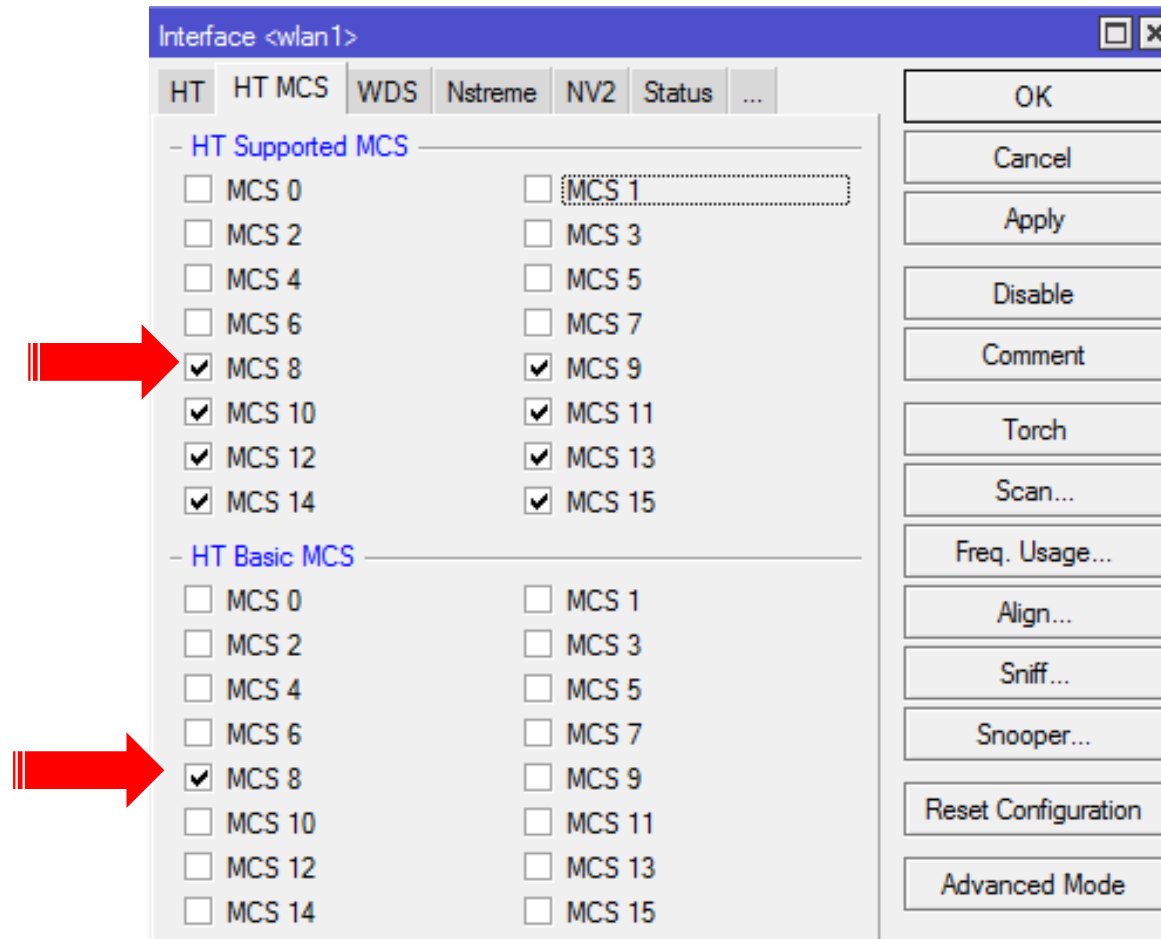 Interface <wlan1>
HT HT MCS WDS Nstreme NV2 Status ...
HT Supported MCS
MCS 0 MCS 1
MCS 2 MCS 3
MCS 4 MCS 5
MCS 6 MCS 7
MCS 8 MCS 9
MCS 10 MCS 11
MCS 12 MCS 13
MCS 14 MCS 15
HT Basic MCS
MCS 0 MCS 1
MCS 2 MCS 3
MCS 4 MCS 5
MCS 6 MCS 7
MCS 8 MCS 9
MCS 10 MCS 11
MCS 12 MCS 13
MCS 14 MCS 15
OK
Cancel
Apply
Disable
Comment
Torch
Scan...
Freq. Usage...
Align...
Sniff...
Snooper...
Reset Configuration
Advanced Mode